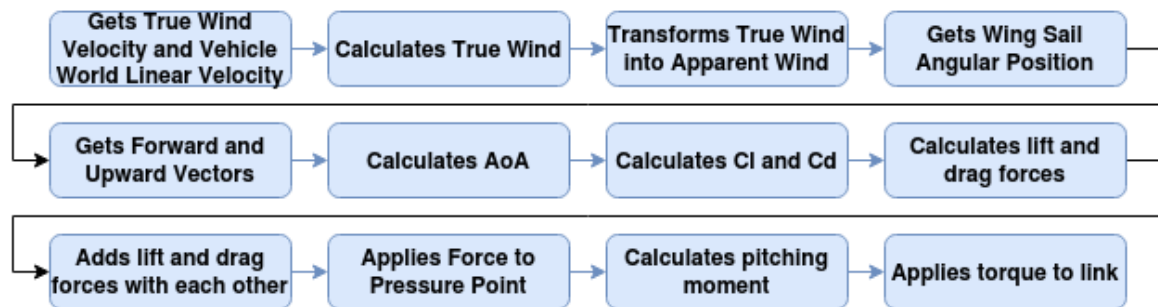 Gets True Wind
Velocity and Vehicle
World Linear Velocity
Calculates True Wind
Transforms True Wind
into Apparent Wind
Gets Wing Sail
Angular Position
Gets Forward and
Upward Vectors
Calculates AoA
Calculates Cl and Cd
Calculates lift and
drag forces
Adds lift and drag
forces with each other
Applies Force to
Pressure Point
Calculates pitching
moment
Applies torque to link